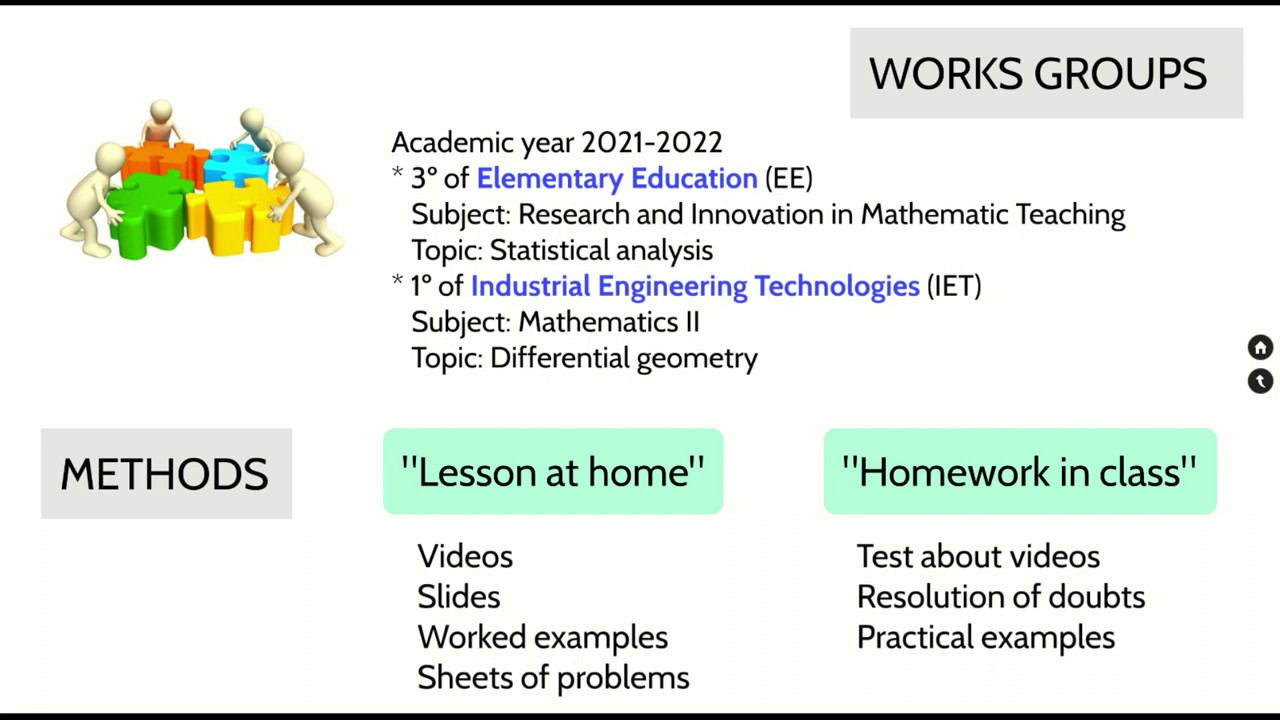 WORKS GROUPS
Academic year 2021-2022
* 3º of Elementary Education (EE)
Subject: Research and Innovation in Mathematic Teaching
Topic: Statistical analysis
* 1º of Industrial Engineering Technologies (IET)
Subject: Mathematics II
Topic: Differential geometry
METHODS
"Lesson at home"
Videos
Slides
Worked examples
Sheets of problems
"Homework in class"
Test about videos
Resolution of doubts
Practical examples